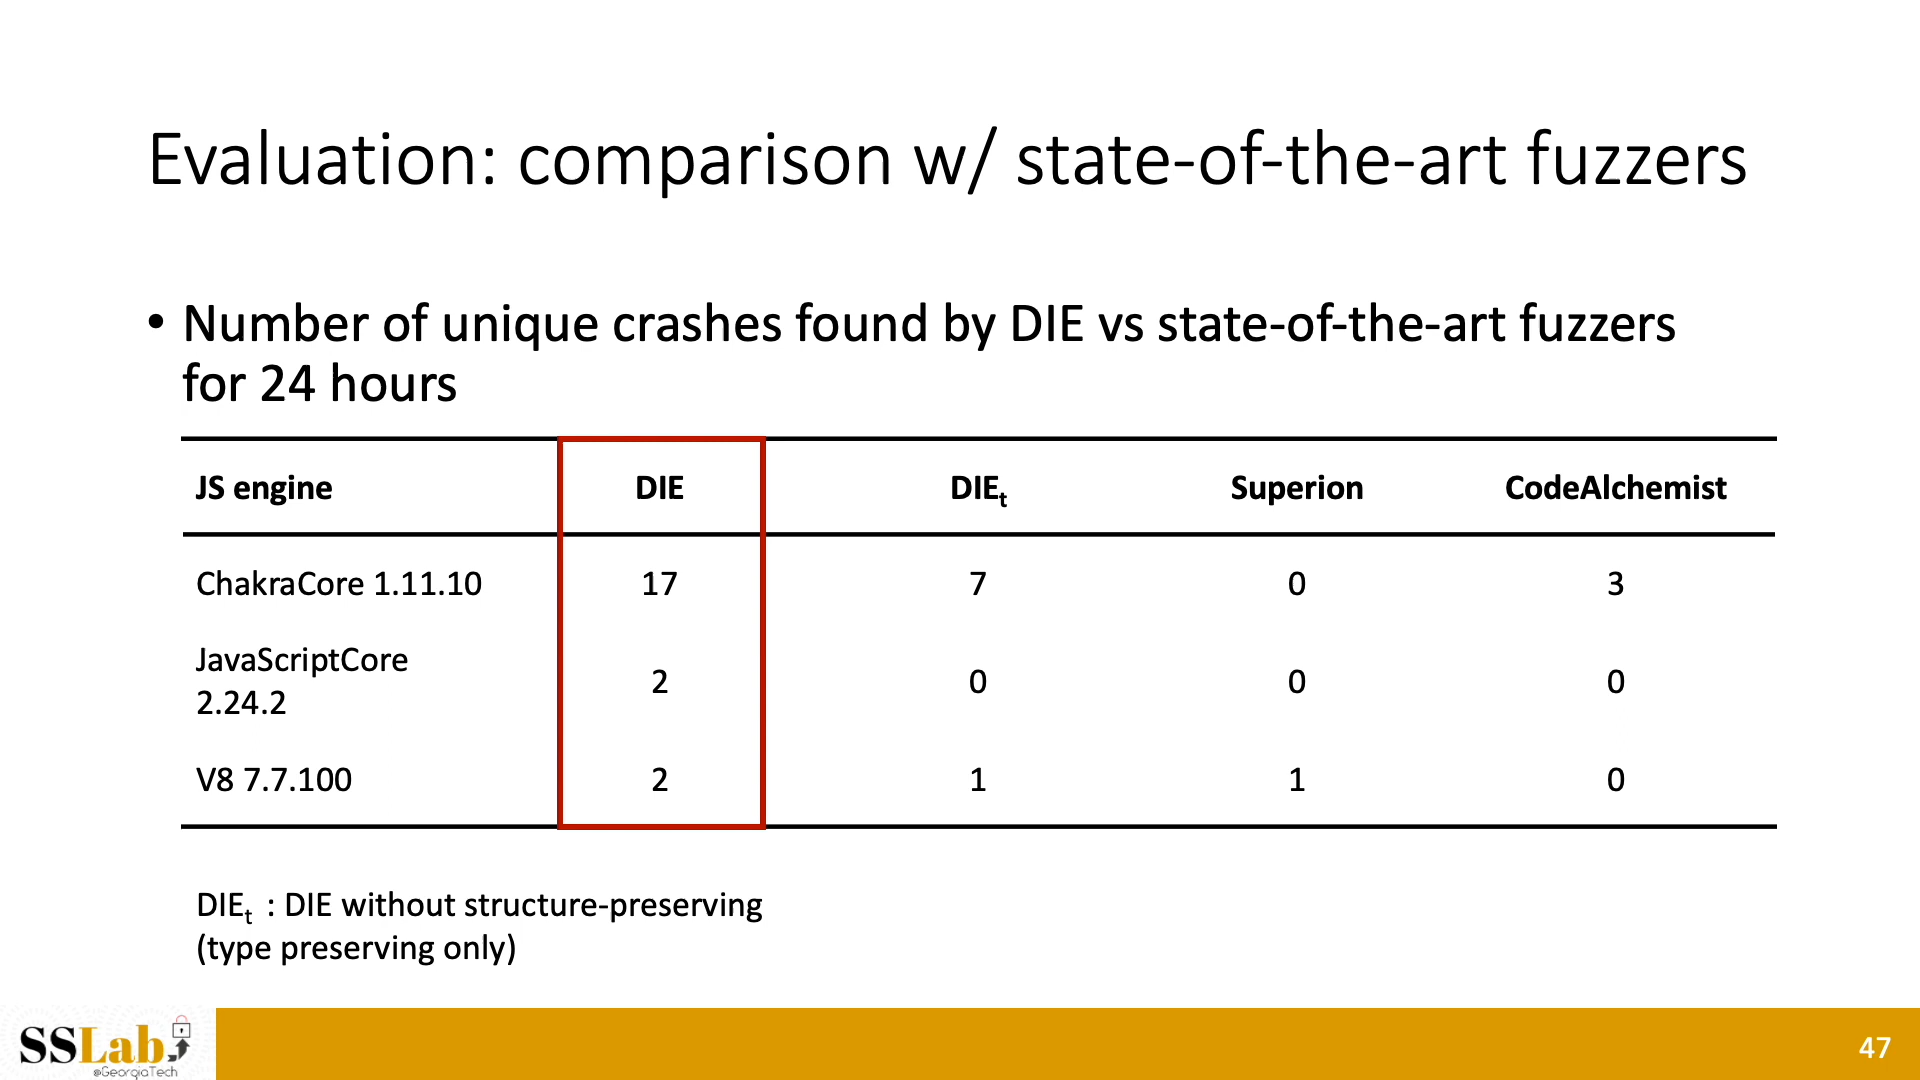 Evaluation: comparison w/ state-of-the-art fuzzers
• Number of unique crashes found by DIE vs state-of-the-art fuzzers
for 24 hours
JS engine DIE DIEt Superion CodeAlchemist
ChakraCore 1.11.10 17 7 0 3
JavaScriptCore
2.24.2 2 0 0 0
V8 7.7.100 2 1 1 0
DIEt : DIE without structure-preserving
(type preserving only)
SSLab
@GeorgiaTech
47